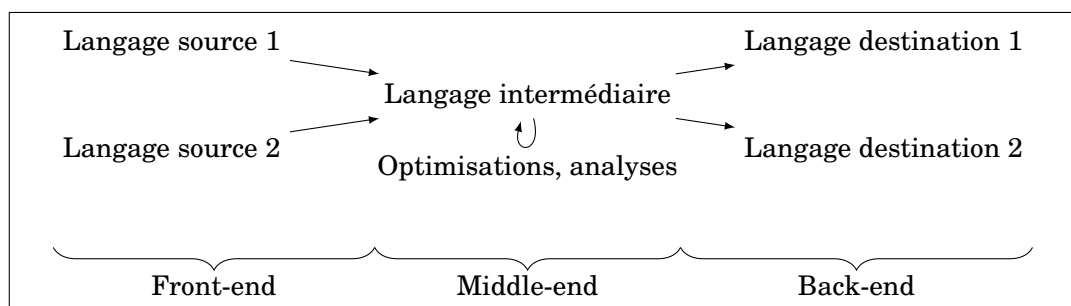 Langage source 1
Langage destination 1
Langage intermédiaire
Langage source 2
Langage destination 2
Optimisations, analyses
Front-end
Middle-end
Back-end